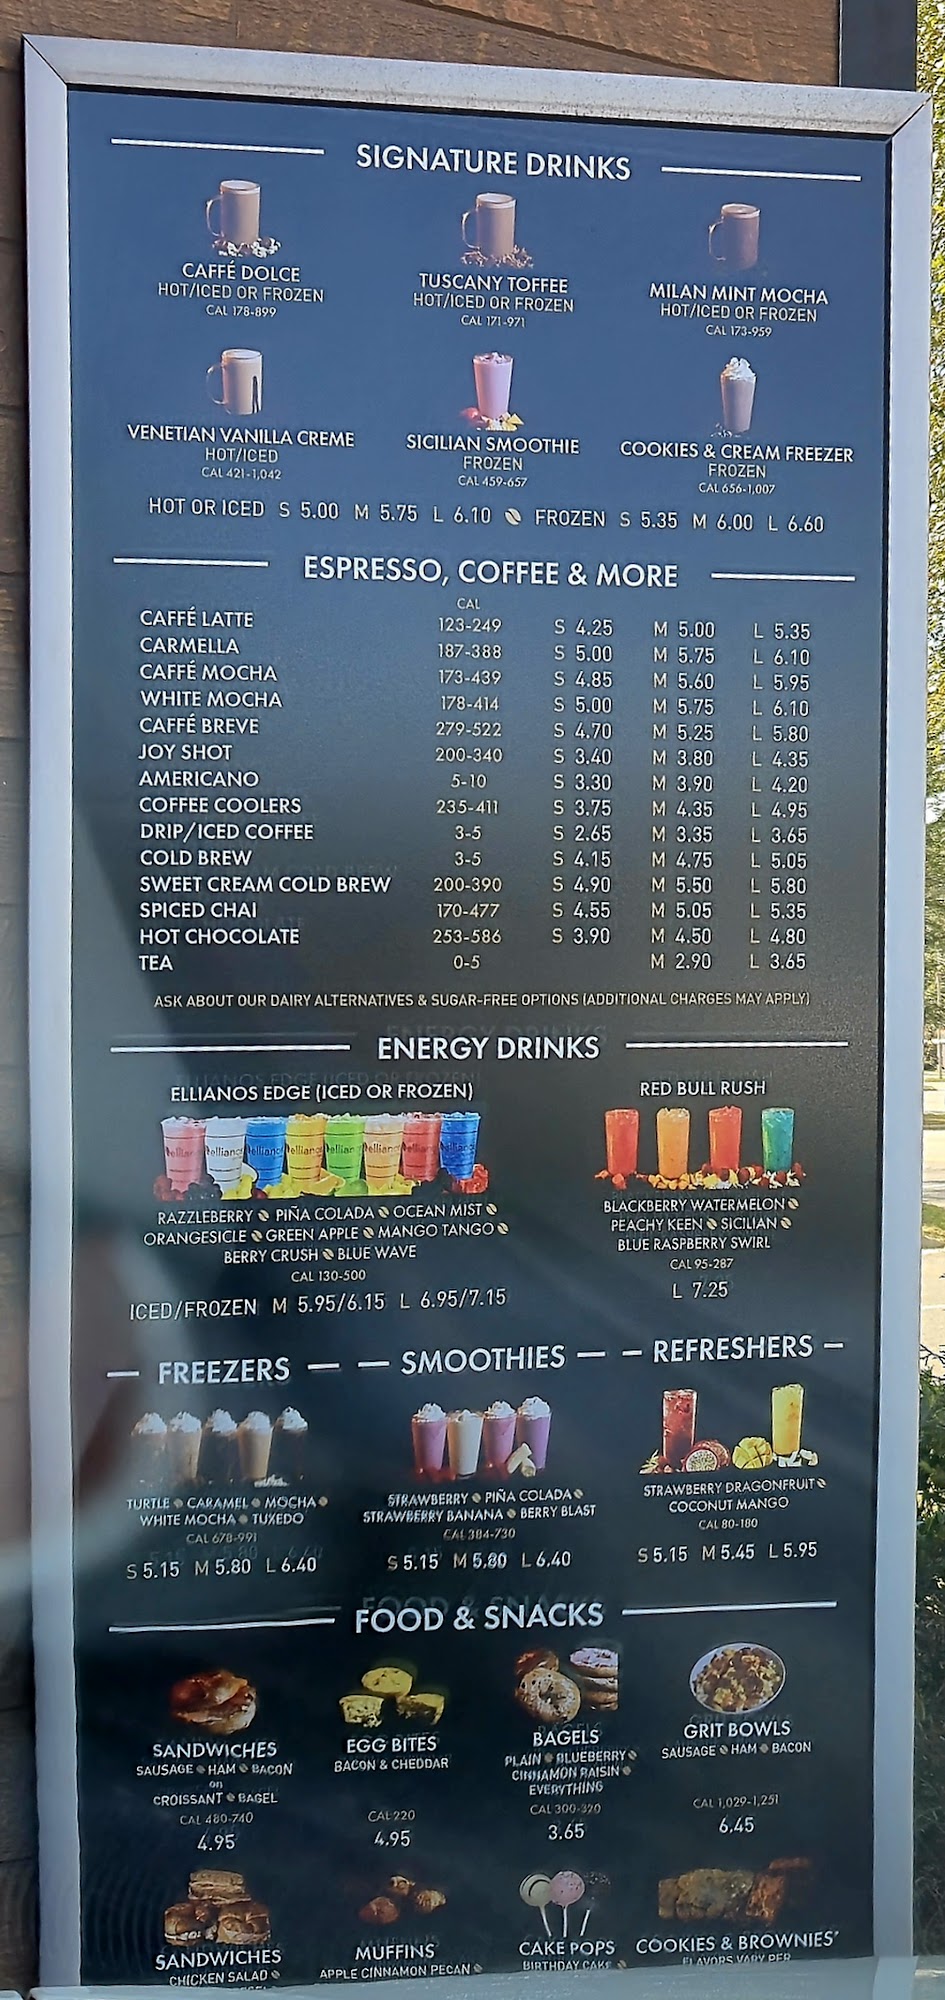 SIGNATURE DRINKS
CAFFÉ DOLCE
HOT/ICED OR FROZEN
CAL 178-899
TUSCANY TOFFEE
HOT/ICED OR FROZEN
CAL 171-971
MILAN MINT MOCHA
HOT/ICED OR FROZEN
CAL 173-959
VENETIAN VANILLA CREME
HOT/ICED
CAL 421-1,042
SICILIAN SMOOTHIE
FROZEN
CAL 459-657
COOKIES & CREAM FREEZER
FROZEN
CAL 656-1,007
HOT OR ICED S 5.00 M 5.75 L 6.10 FROZEN S 5.35 M 6.00 L 6.60
ESPRESSO, COFFEE & MORE
CAL
CAFFÉ LATTE 123-249 S 4.25 M 5.00 L 5.35
CARMELLA 187-388 S 5.00 M 5.75 L 6.10
CAFFÉ MOCHA 173-439 S 4.85 M 5.60 L 5.95
WHITE MOCHA 178-414 S 5.00 M 5.75 L 6.10
CAFFÉ BREVE 279-522 S 4.70 M 5.25 L 5.80
JOY SHOT 200-340 S 3.40 M 3.80 L 4.35
AMERICANO 5-10 S 3.30 M 3.90 L 4.20
COFFEE COOLERS 235-411 S 3.75 M 4.35 L 4.95
DRIP/ICED COFFEE 3-5 S 2.65 M 3.35 L 3.65
COLD BREW 3-5 S 4.15 M 4.75 L 5.05
SWEET CREAM COLD BREW 200-390 S 4.90 M 5.50 L 5.80
SPICED CHAI 170-477 S 4.55 M 5.05 L 5.35
HOT CHOCOLATE 253-586 S 3.90 M 4.50 L 4.80
TEA 0-5 M 2.90 L 3.65
ASK ABOUT OUR DAIRY ALTERNATIVES & SUGAR-FREE OPTIONS (ADDITIONAL CHARGES MAY APPLY)
ENERGY DRINKS
ELLIANOS EDGE (ICED OR FROZEN)
RAZZLEBERRY PIÑA COLADA OCEAN MIST
ORANGESICLE GREEN APPLE MANGO TANGO
BERRY CRUSH BLUE WAVE
CAL 130-500
ICED/FROZEN M 5.95/6.15 L 6.95/7.15
RED BULL RUSH
BLACKBERRY WATERMELON
PEACHY KEEN SICILIAN
BLUE RASPBERRY SWIRL
CAL 95-287
L 7.25
FREEZERS
TURTLE CARAMEL MOCHA
WHITE MOCHA TUXEDO
CAL 678-991
S 5.15 M 5.80 L 6.40
SMOOTHIES
STRAWBERRY PIÑA COLADA
STRAWBERRY BANANA BERRY BLAST
CAL 384-730
S 5.15 M 5.80 L 6.40
REFRESHERS
STRAWBERRY DRAGONFRUIT
COCONUT MANGO
CAL 80-180
S 5.15 M 5.45 L 5.95
FOOD & SNACKS
SANDWICHES
SAUSAGE HAM BACON
on
CROISSANT BAGEL
CAL 480-740
4.95
EGG BITES
BACON & CHEDDAR
CAL 220
4.95
BAGELS
PLAIN BLUEBERRY
CINNAMON RAISIN
EVERYTHING
CAL 300-320
3.65
GRIT BOWLS
SAUSAGE HAM BACON
CAL 1,029-1,251
6.45
SANDWICHES
CHICKEN SALAD
MUFFINS
APPLE CINNAMON PECAN
CAKE POPS
BIRTHDAY CAKE
COOKIES & BROWNIES*
FLAVORS VARY PER